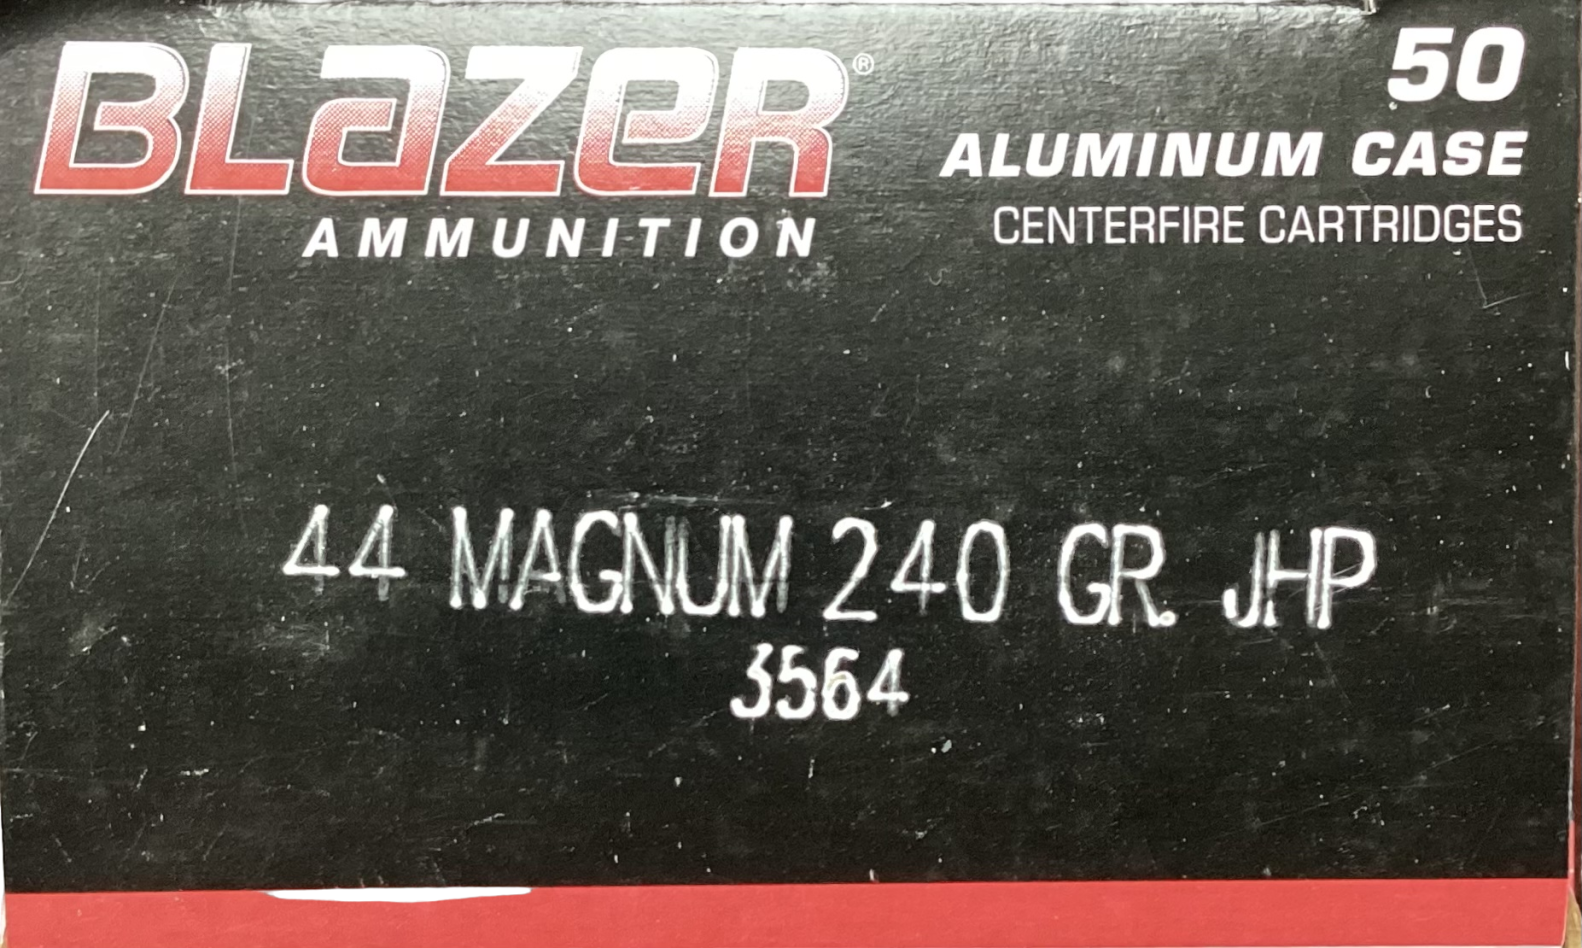 BLazer®
AMMUNITION
50
ALUMINUM CASE
CENTERFIRE CARTRIDGES
44 MAGNUM 240 GR. JHP
3564